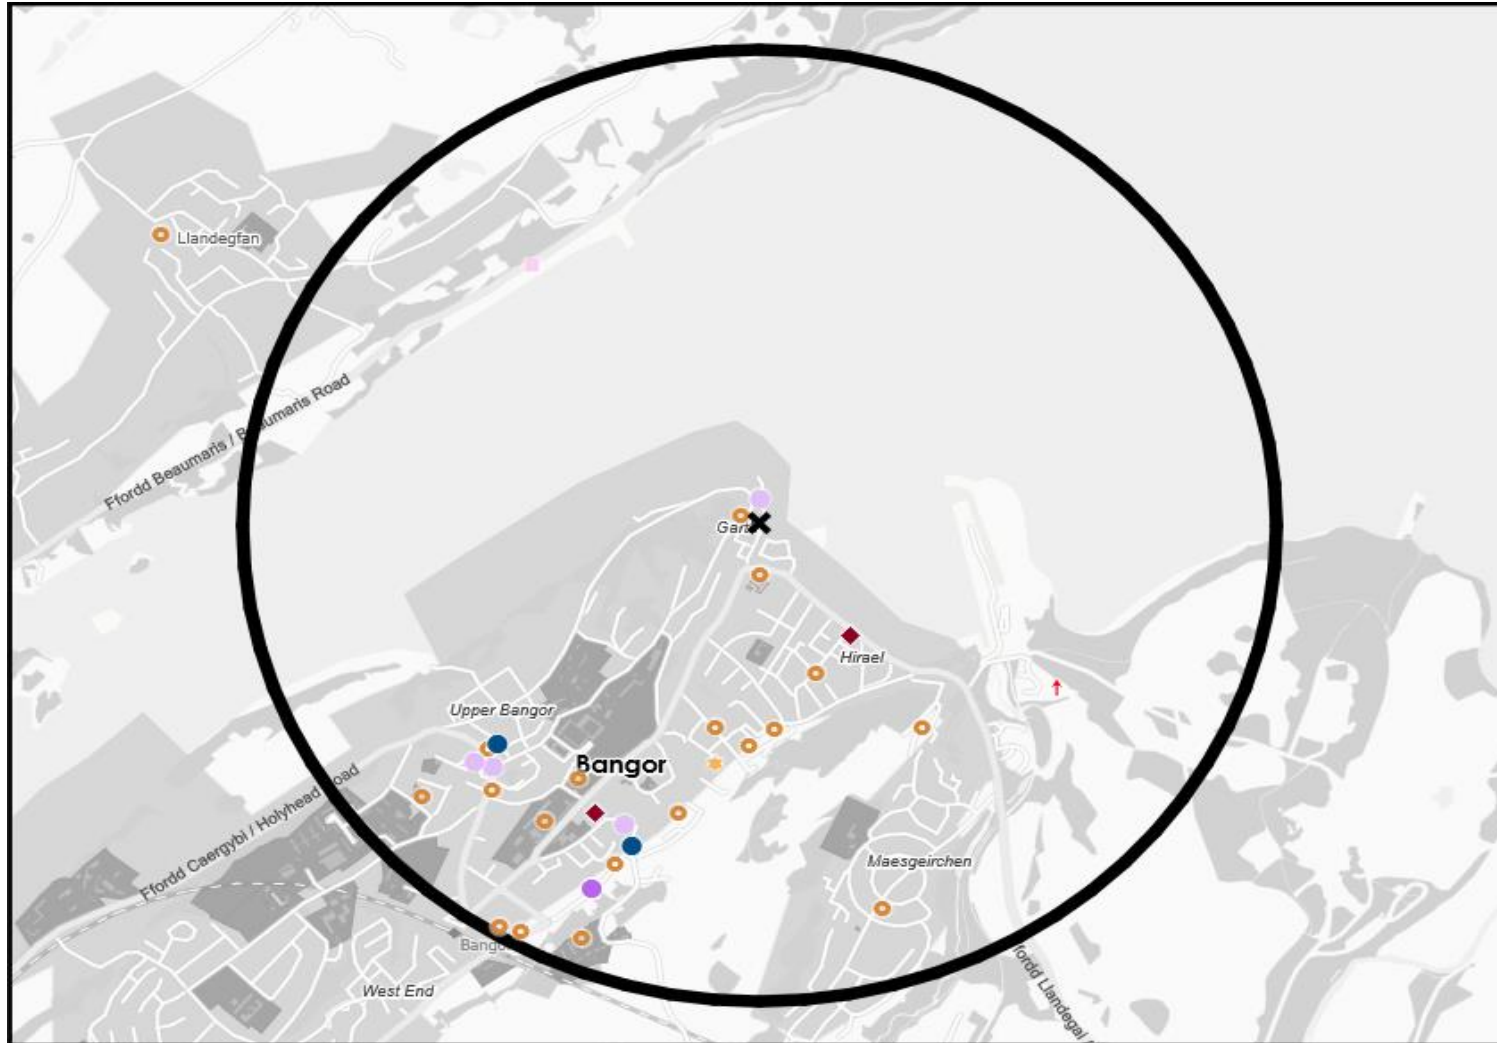 Llandegfan
Ffordd Beaumaris / Beaumaris Road
Hirael
Upper Bangor
Bangor
Ffordd Caergybi / Holyhead Road
Maesgeirchen
West End